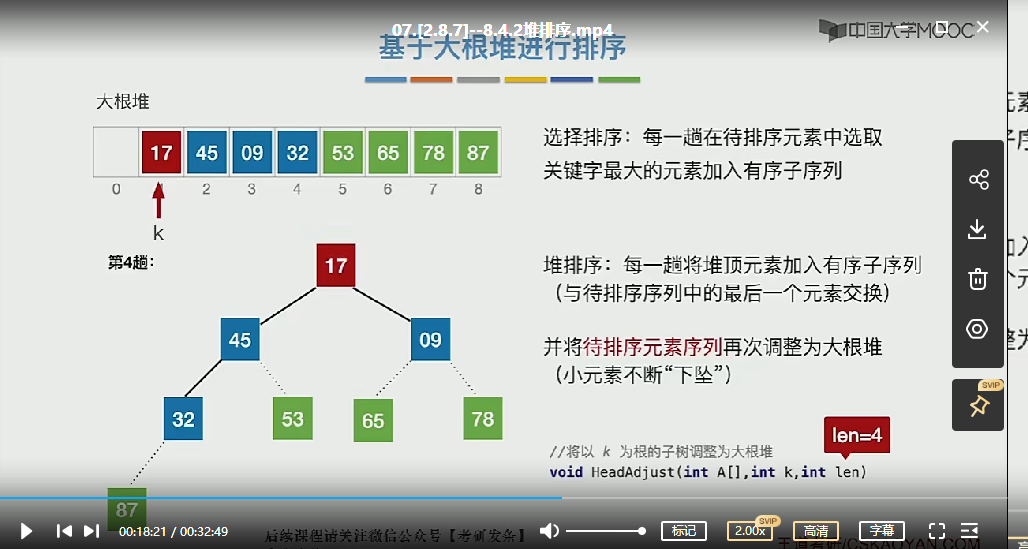 07.[2.8.7]--8.4.2堆排序.mp4
中国大学MOOC
基于大根堆进行排序
大根堆
17 45 09 32 53 65 78 87
0 1 2 3 4 5 6 7 8
k
第4趟：
17
45 09
32 53 65 78
87
选择排序：每一趟在待排序元素中选取
关键字最大的元素加入有序子序列
堆排序：每一趟将堆顶元素加入有序子序列
（与待排序序列中的最后一个元素交换）
并将待排序元素序列再次调整为大根堆
（小元素不断“下坠”）
len=4
//将以 k 为根的子树调整为大根堆
void HeadAdjust(int A[],int k,int len)
SVIP
后续课程请关注微信公众号【考研发条】
王道考研/CSKAOYAN.COM
00:18:21 / 00:32:49
标记
2.00x
SVIP
高清
字幕